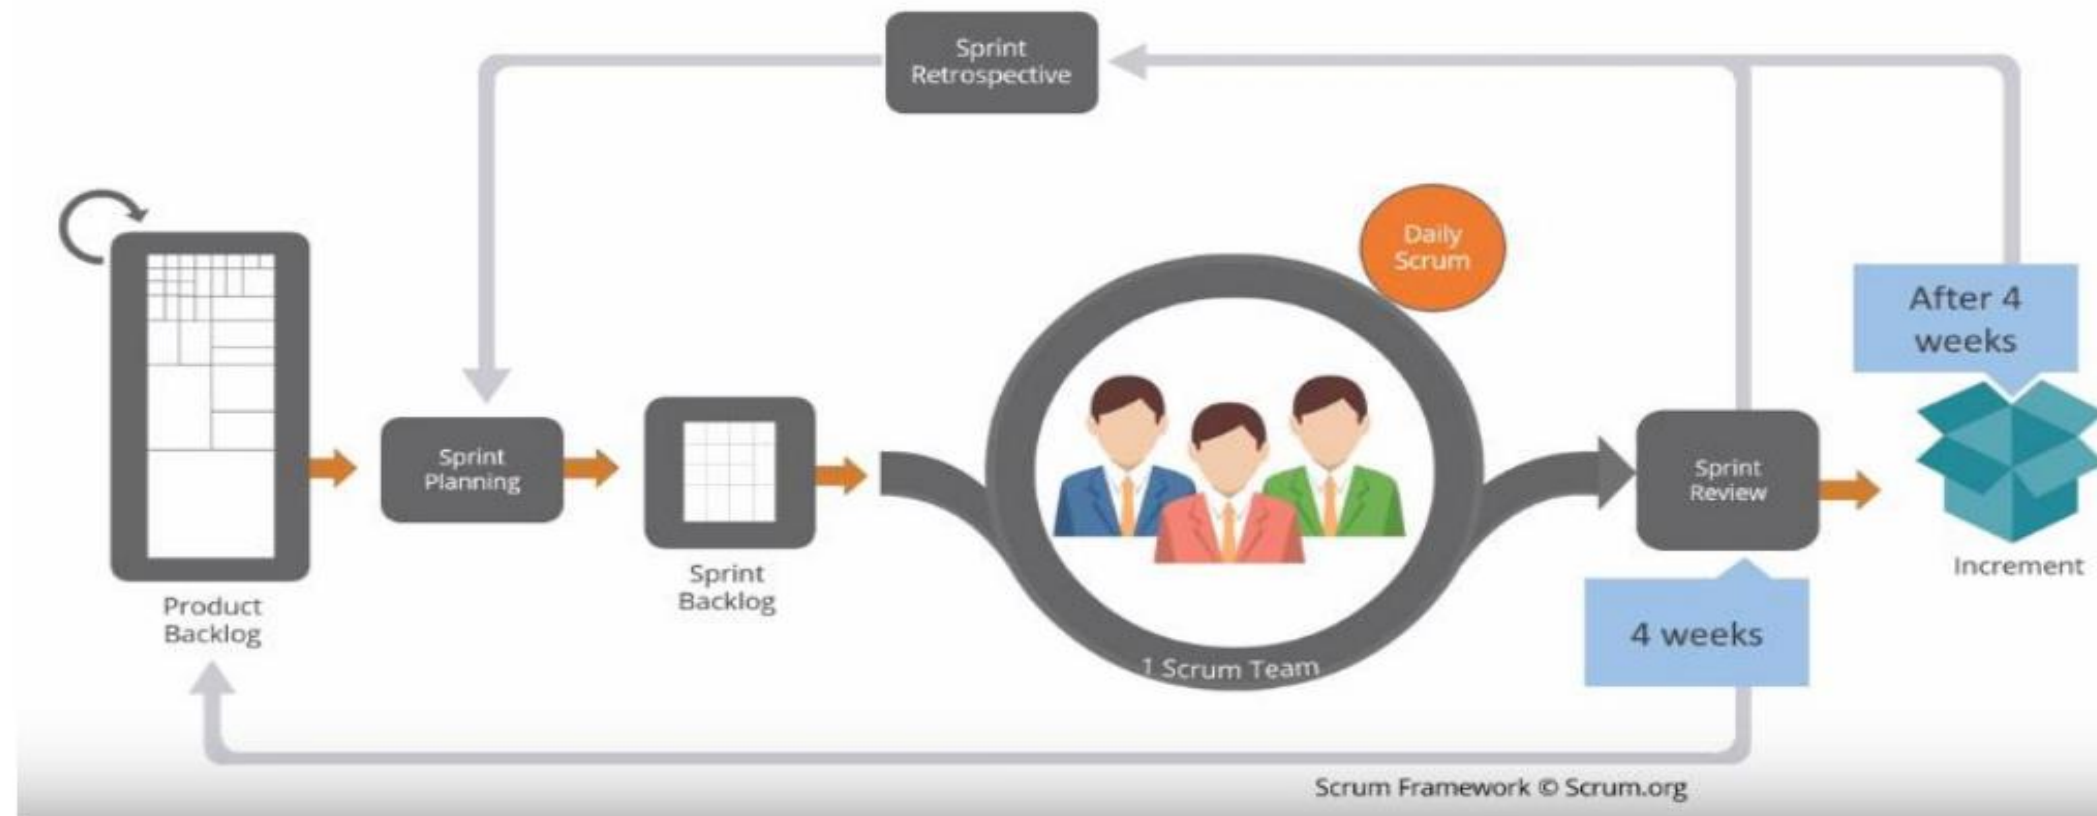 Sprint
Retrospective
Daily
Scrum
After 4
weeks
Sprint
Planning
Sprint
Review
Sprint
Backlog
Increment
Product
Backlog
4 weeks
1 Scrum Team
Scrum Framework © Scrum.org